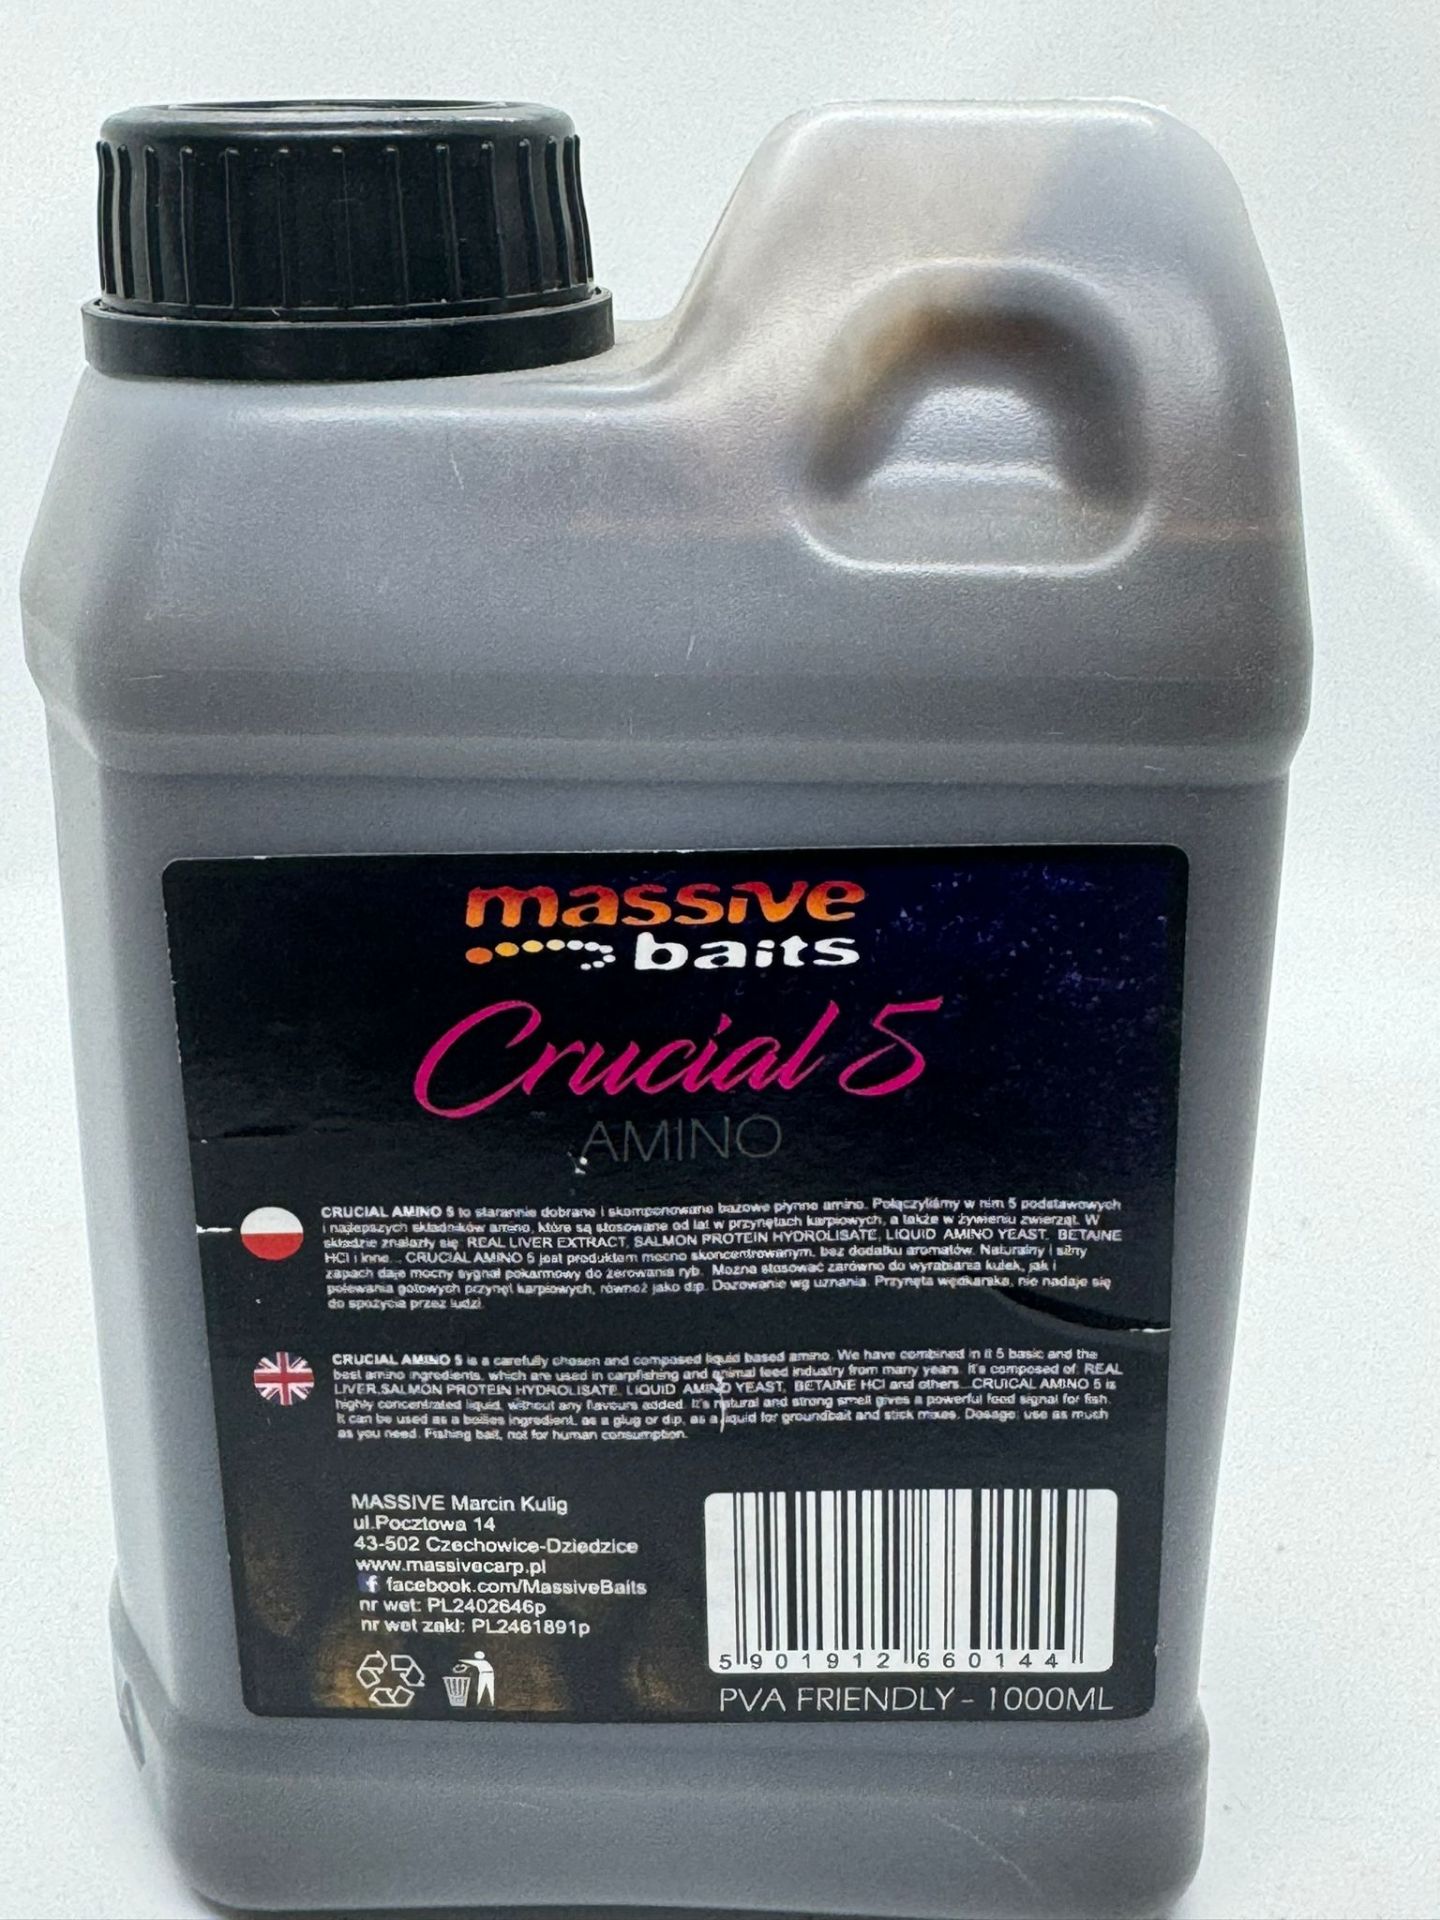 massive
baits
Crucial 5
AMINO
CRUCIAL AMINO 5 to starannie dobrane i skomponowane bazowe płynne amino. Połączyliśmy w nim 5 podstawowych
i najlepszych składników amino, które są stosowane od lat w przynętach karpiowych, a także w żywieniu zwierząt. W
składzie znalazły się: REAL LIVER EXTRACT, SALMON PROTEIN HYDROLISATE, LIQUID AMINO YEAST, BETAINE
HCl i inne... CRUCIAL AMINO 5 jest produktem mocno skoncentrowanym, bez dodatku aromatów. Naturalny i silny
zapach daje mocny sygnał pokarmowy do żerowania ryb. Można stosować zarówno do wyrabiania kulek, jak i
polewania gotowych przynęt karpiowych, również jako dip. Dozowanie wg uznania. Przynęta wędkarska, nie nadaje się
do spożycia przez ludzi.
CRUCIAL AMINO 5 is a carefully chosen and composed liquid based amino. We have combined in it 5 basic and the
best amino ingredients, which are used in carpfishing and animal feed industry from many years. It's composed of: REAL
LIVER,SALMON PROTEIN HYDROLISATE, LIQUID AMINO YEAST, BETAINE HCl and others... CRUICAL AMINO 5 is
highly concentrated liquid, without any flavours added. It's natural and strong smell gives a powerful food signal for fish.
It can be used as a boilies ingredient, as a glug or dip, as a liquid for groundbait and stick mixes. Dosage: use as much
as you need. Fishing bait, not for human consumption.
MASSIVE Marcin Kulig
ul.Pocztowa 14
43-502 Czechowice-Dziedzice
www.massivecarp.pl
f facebook.com/MassiveBaits
nr wet: PL2402646p
nr wet zakl: PL2461891p
5 901912 660144
PVA FRIENDLY - 1000ML